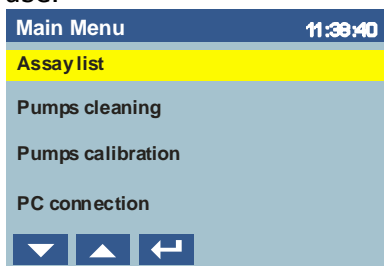 Main Menu 11:38:40
Assay list
Pumps cleaning
Pumps calibration
PC connection